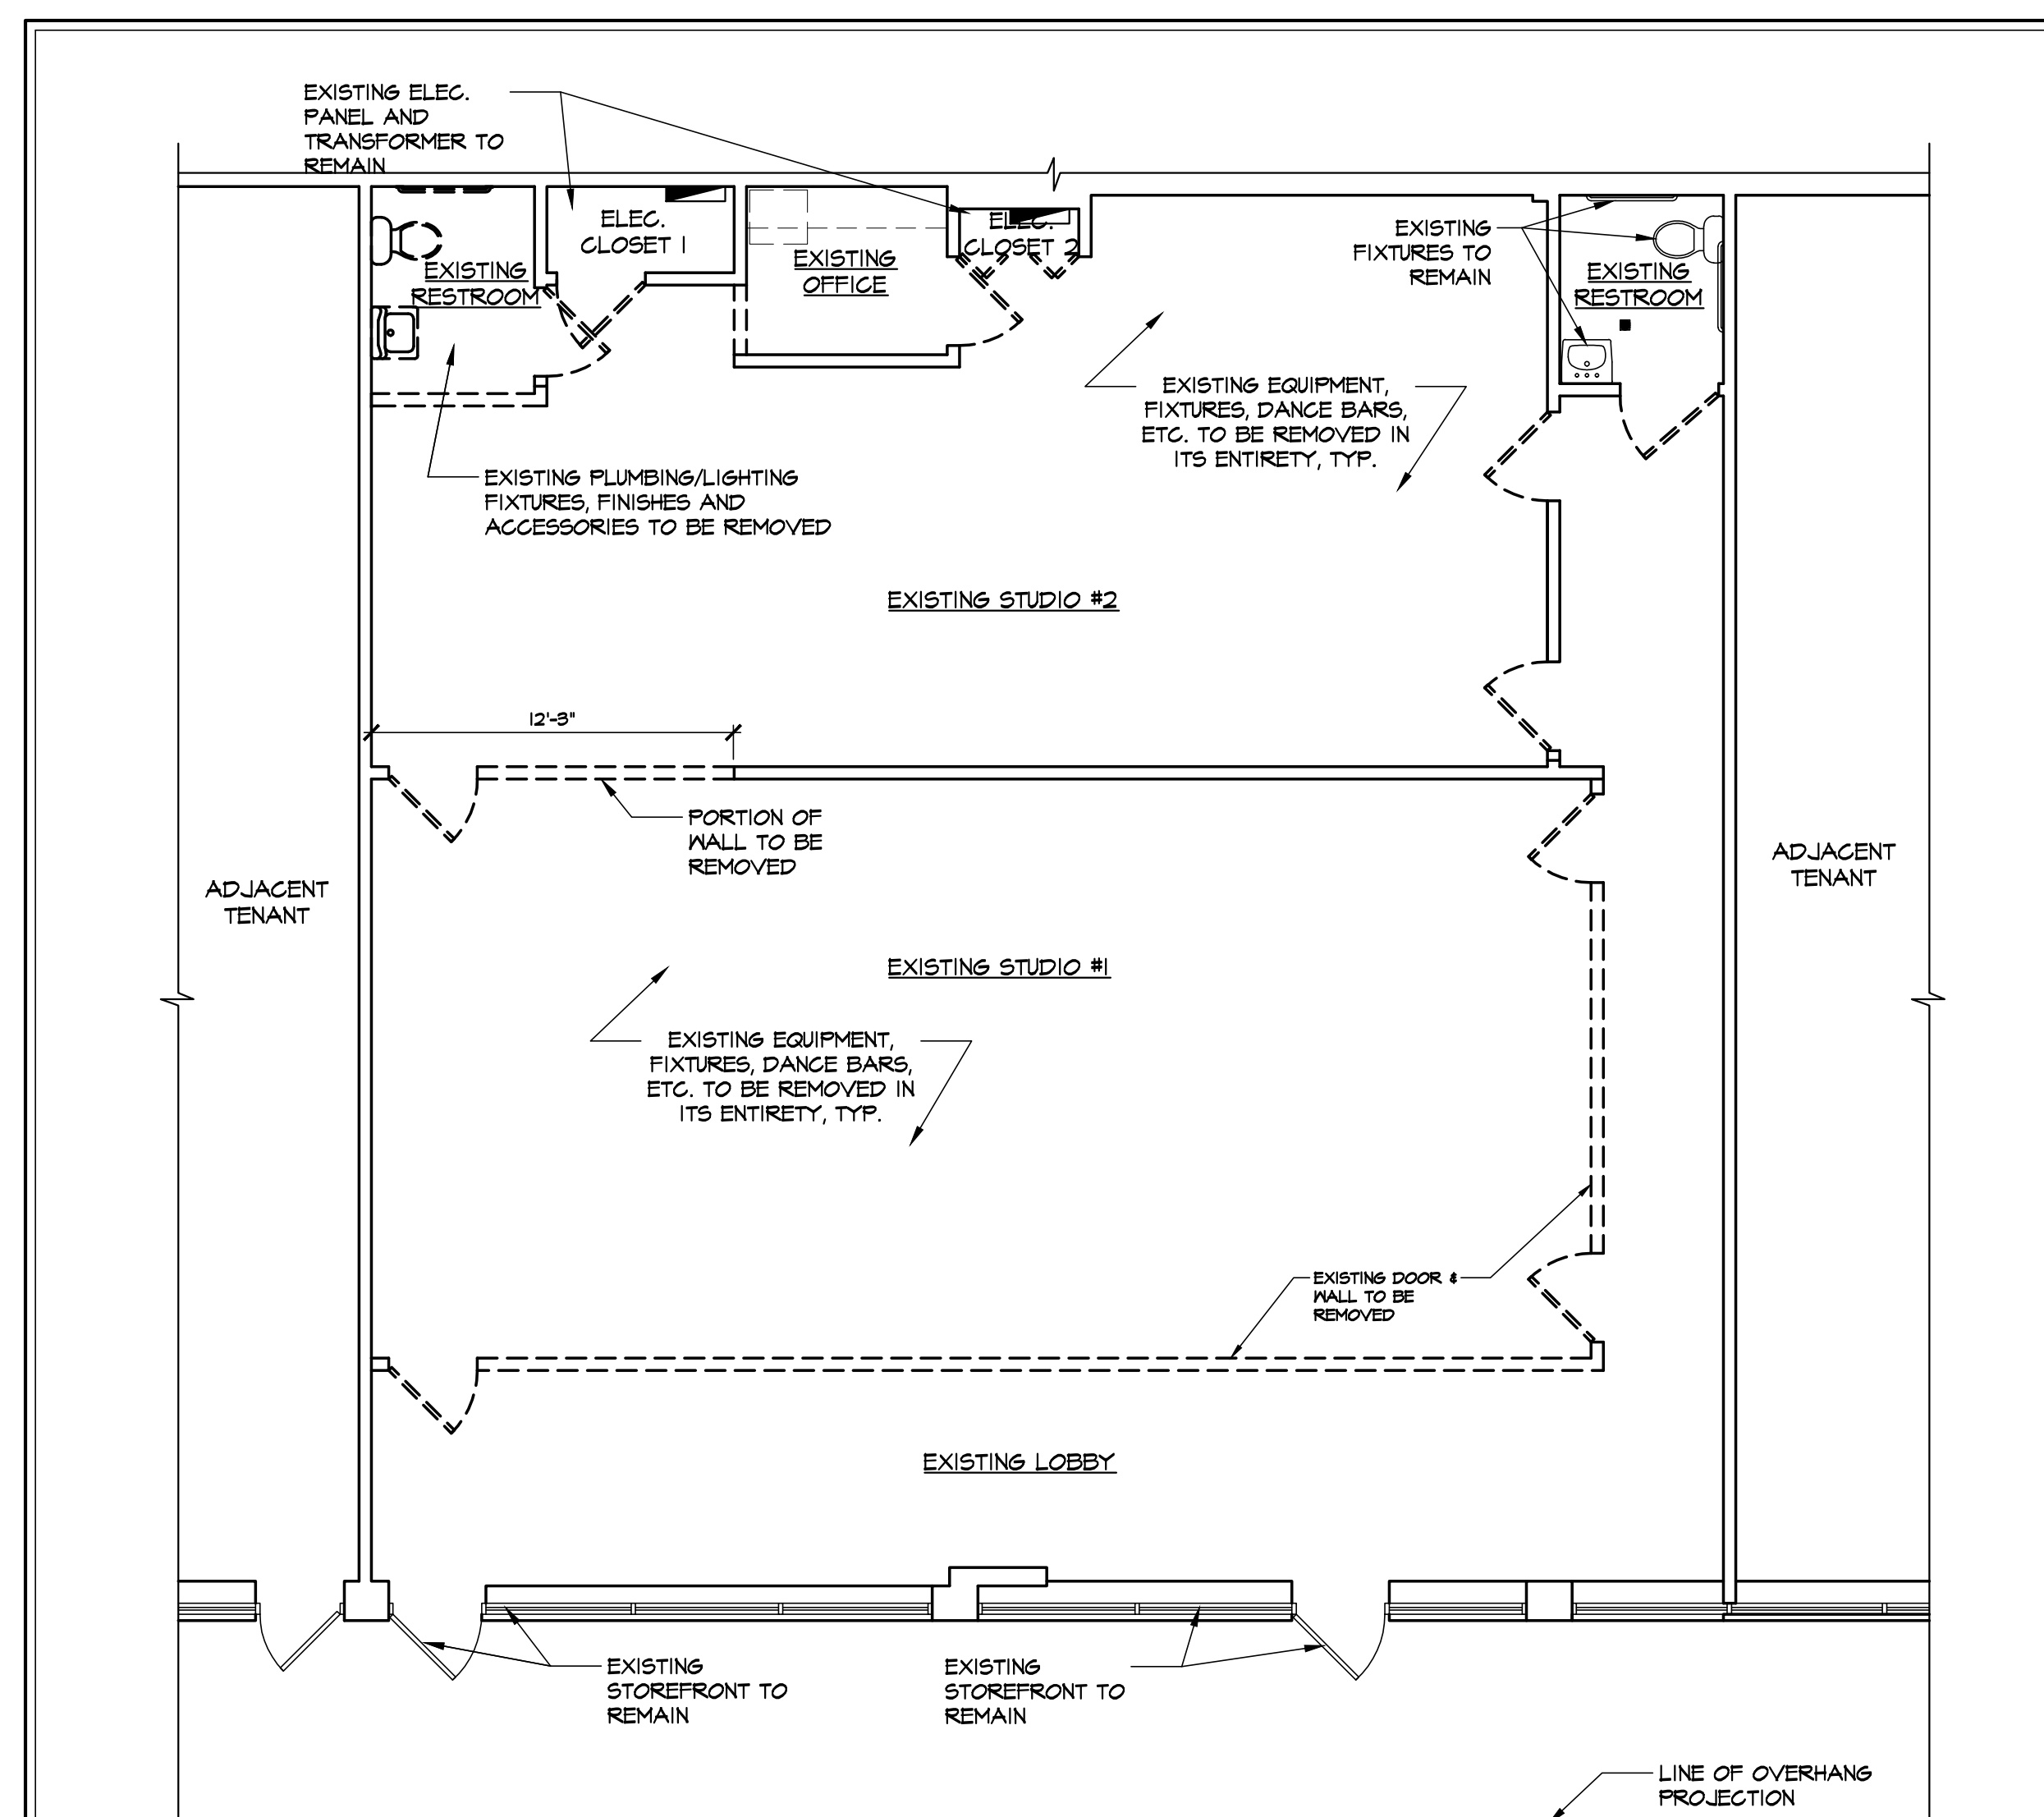 EXISTING ELEC.
PANEL AND
TRANSFORMER TO
REMAIN
ELEC.
CLOSET 1
ELEC.
CLOSET 2
EXISTING
OFFICE
EXISTING
RESTROOM
EXISTING
FIXTURES TO
REMAIN
EXISTING
RESTROOM
EXISTING EQUIPMENT,
FIXTURES, DANCE BARS,
ETC. TO BE REMOVED IN
ITS ENTIRETY, TYP.
EXISTING PLUMBING/LIGHTING
FIXTURES, FINISHES AND
ACCESSORIES TO BE REMOVED
EXISTING STUDIO #2
12'-3"
PORTION OF
WALL TO BE
REMOVED
ADJACENT
TENANT
ADJACENT
TENANT
EXISTING STUDIO #1
EXISTING EQUIPMENT,
FIXTURES, DANCE BARS,
ETC. TO BE REMOVED IN
ITS ENTIRETY, TYP.
EXISTING DOOR &
WALL TO BE
REMOVED
EXISTING LOBBY
EXISTING
STOREFRONT TO
REMAIN
EXISTING
STOREFRONT TO
REMAIN
LINE OF OVERHANG
PROJECTION